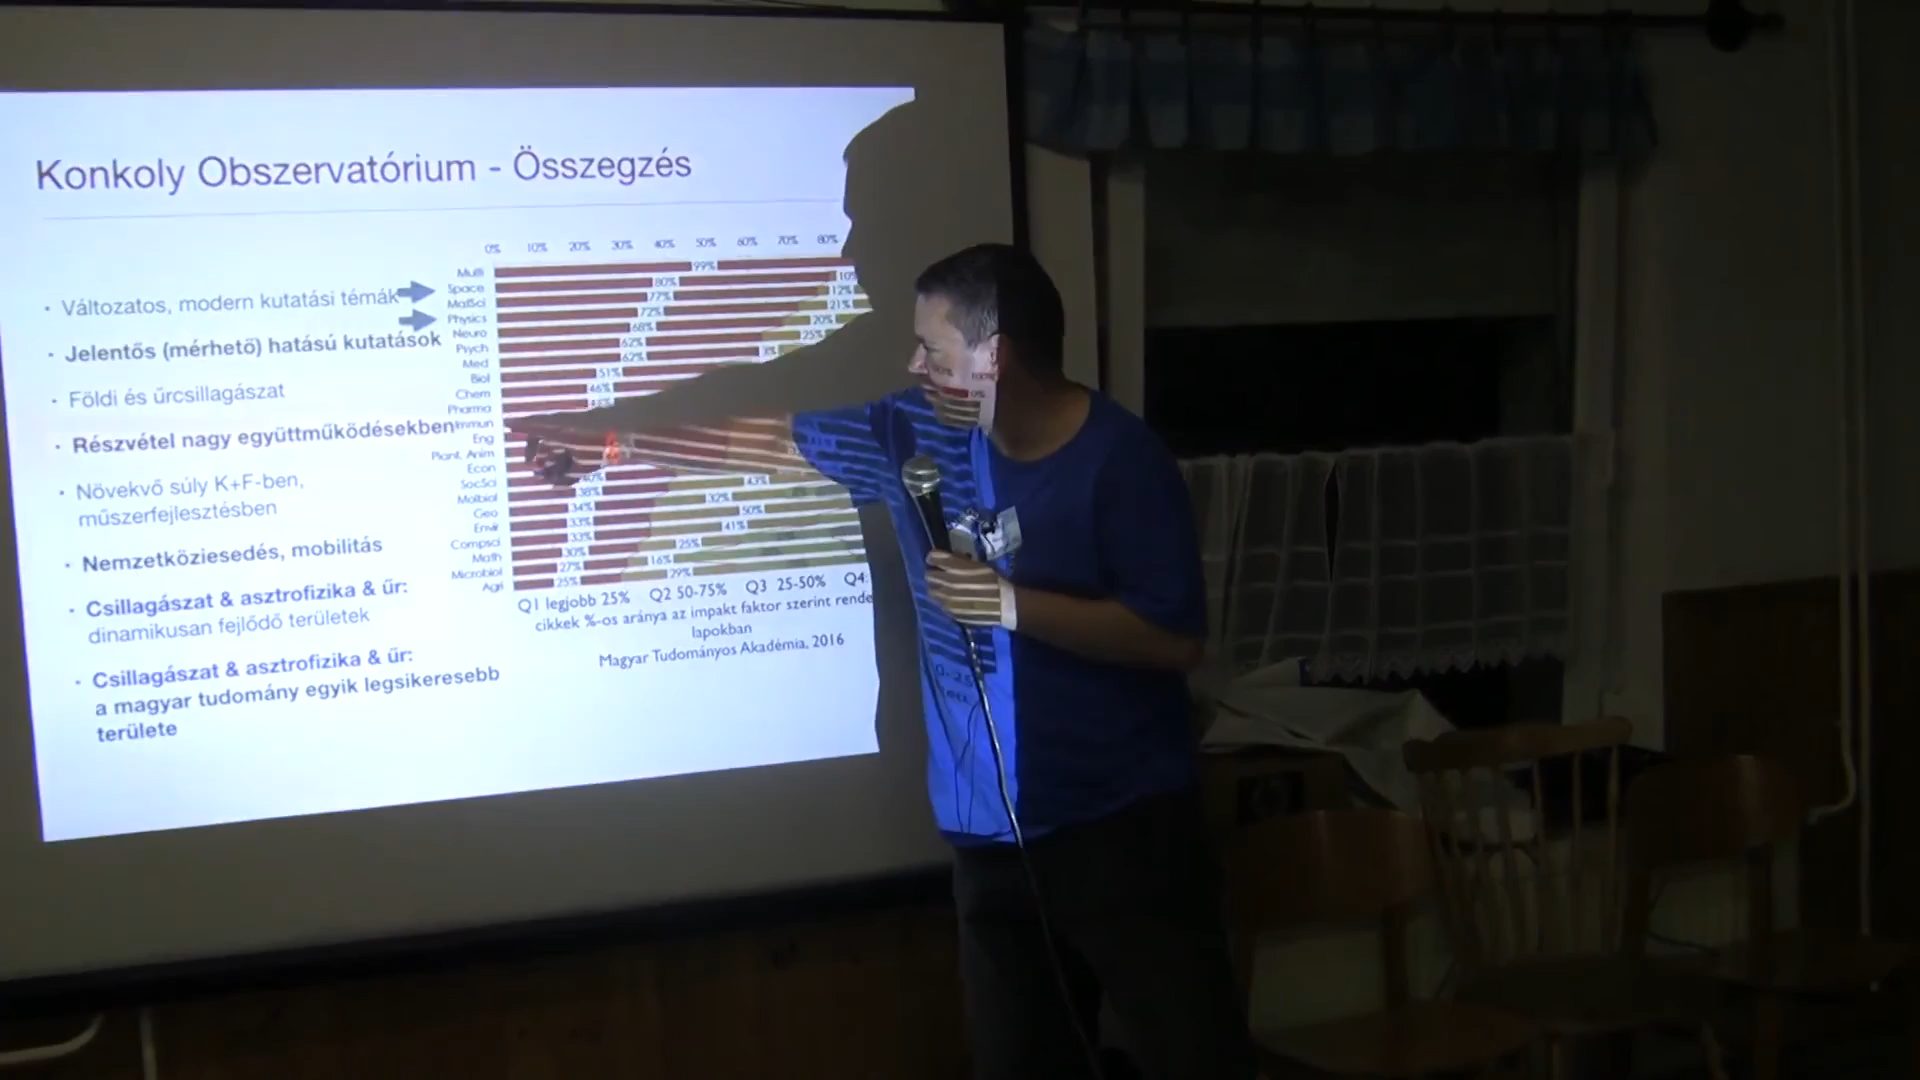 Konkoly Obszervatórium - Összegzés
• Változatos, modern kutatási témák
• Jelentős (mérhető) hatású kutatások
• Földi és űrcsillagászat
• Részvétel nagy együttműködésekben
• Növekvő súly K+F-ben,
műszerfejlesztésben
• Nemzetköziesedés, mobilitás
• Csillagászat & asztrofizika & űr:
dinamikusan fejlődő területek
• Csillagászat & asztrofizika & űr:
a magyar tudomány egyik legsikeresebb
területe
0% 10% 20% 30% 40% 50% 60% 70% 80%
Multi 99%
Space 80% 10%
MatSci 77% 12%
Physics 72% 21%
Neuro 68% 20%
Psych 62% 25%
Med 62%
Biol 51%
Chem 46%
Pharma
Immun
Eng
Plant. Anim
Econ 40%
SocSci 38% 43%
Molbiol 34% 32%
Geo 33% 50%
Envir 33% 41%
Compsci 30% 25%
Math 27% 16%
Microbiol 25% 29%
Agri
Q1 legjobb 25% Q2 50-75% Q3 25-50% Q4:
cikkek %-os aránya az impakt faktor szerint rende
lapokban
Magyar Tudományos Akadémia, 2016